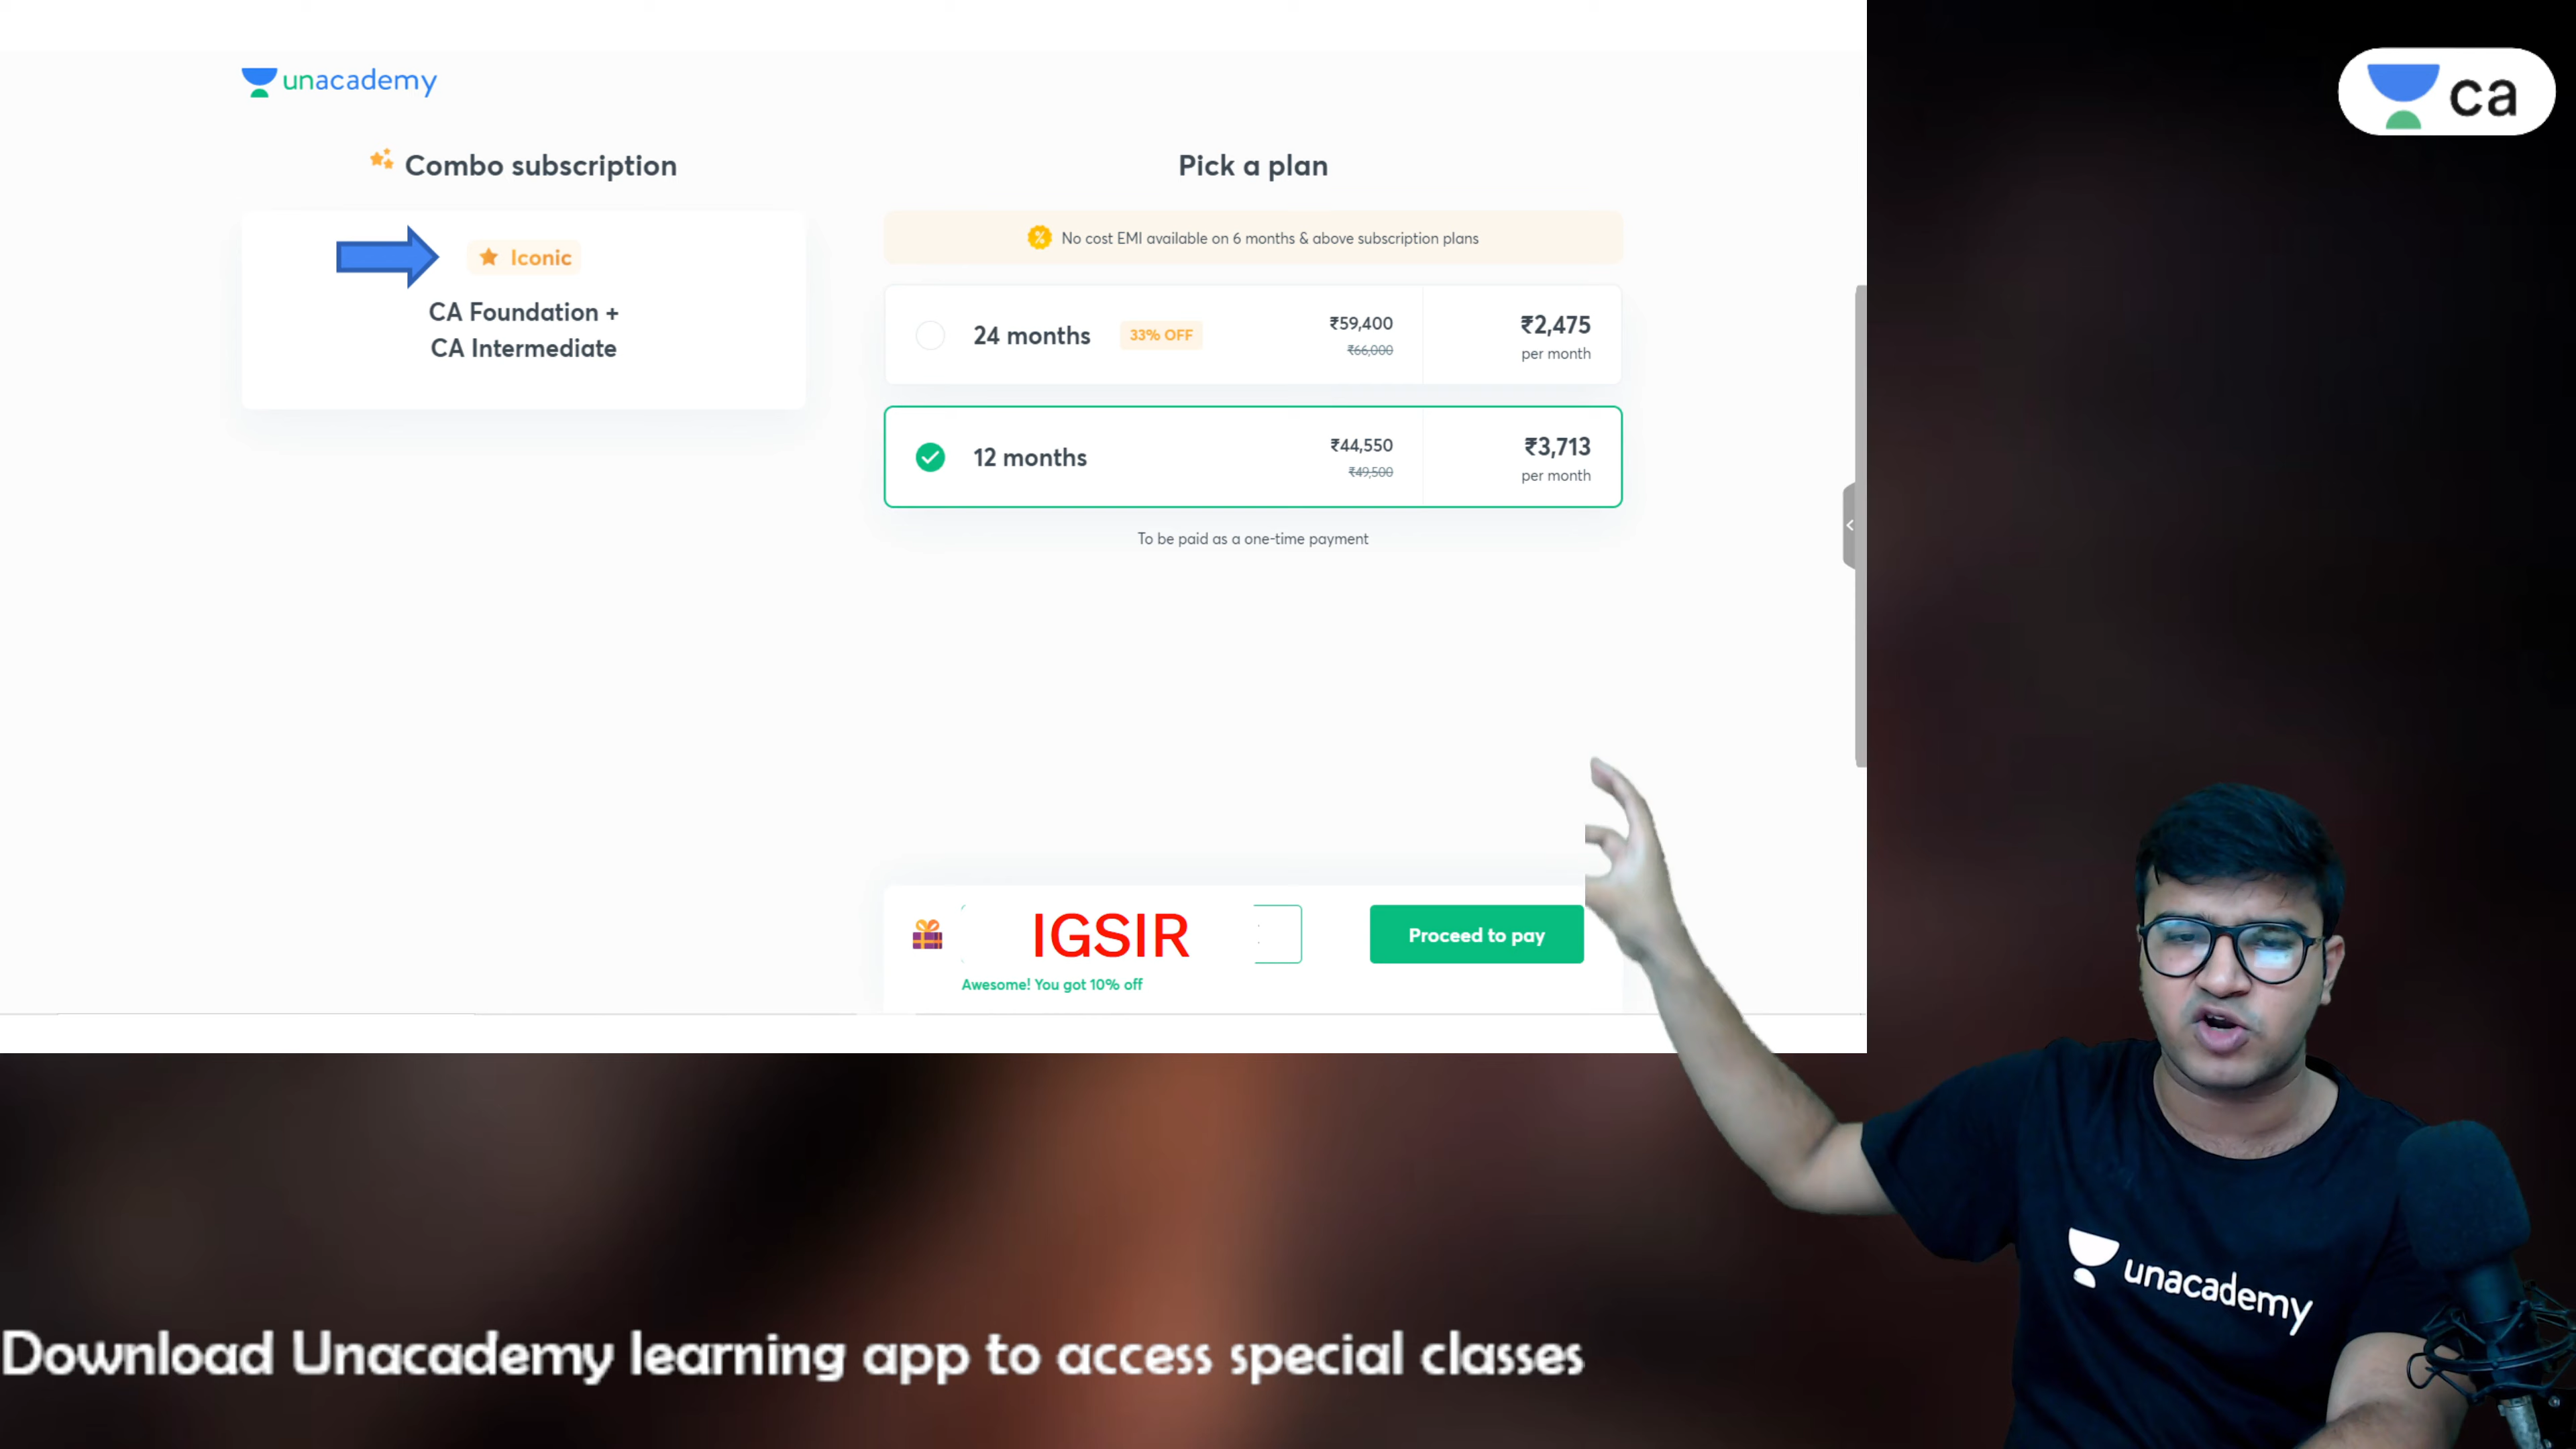 unacademy
Combo subscription
Iconic
CA Foundation +
CA Intermediate
Pick a plan
No cost EMI available on 6 months & above subscription plans
24 months 33% OFF ₹59,400 ₹2,475
₹66,000 per month
12 months ₹44,550 ₹3,713
₹49,500 per month
To be paid as a one-time payment
IGSIR Proceed to pay
Awesome! You got 10% off
ca
unacademy
Download Unacademy learning app to access special classes